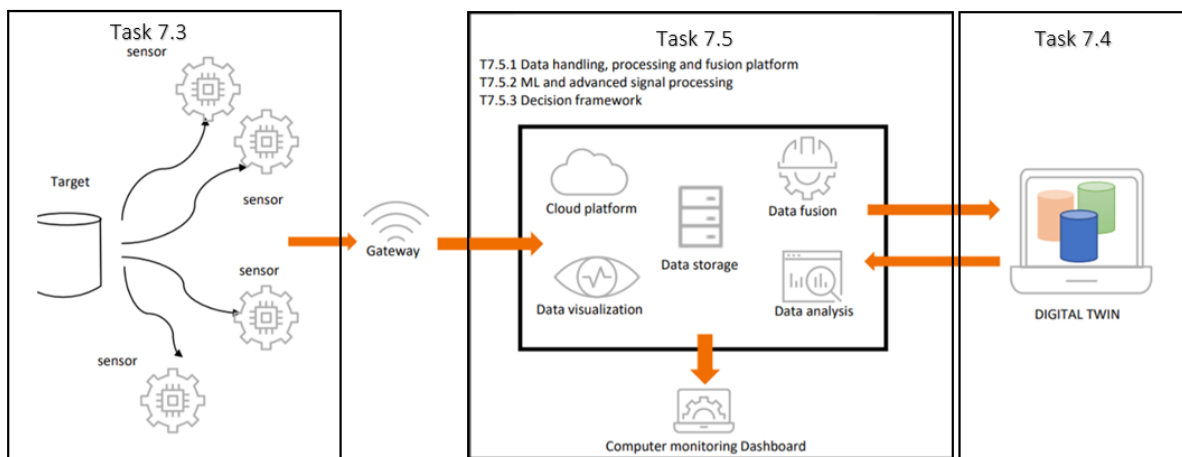 Task 7.3
sensor
sensor
Target
sensor
sensor
Gateway
Task 7.5
T7.5.1 Data handling, processing and fusion platform
T7.5.2 ML and advanced signal processing
T7.5.3 Decision framework
Cloud platform
Data fusion
Data storage
Data visualization
Data analysis
Computer monitoring Dashboard
Task 7.4
DIGITAL TWIN